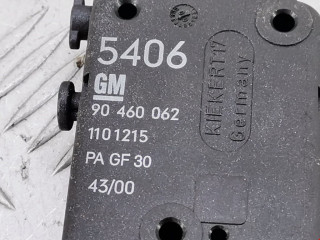 5406
GM
90 460 062
1101215
PA GF 30
43/00
KIEKERT
Germany